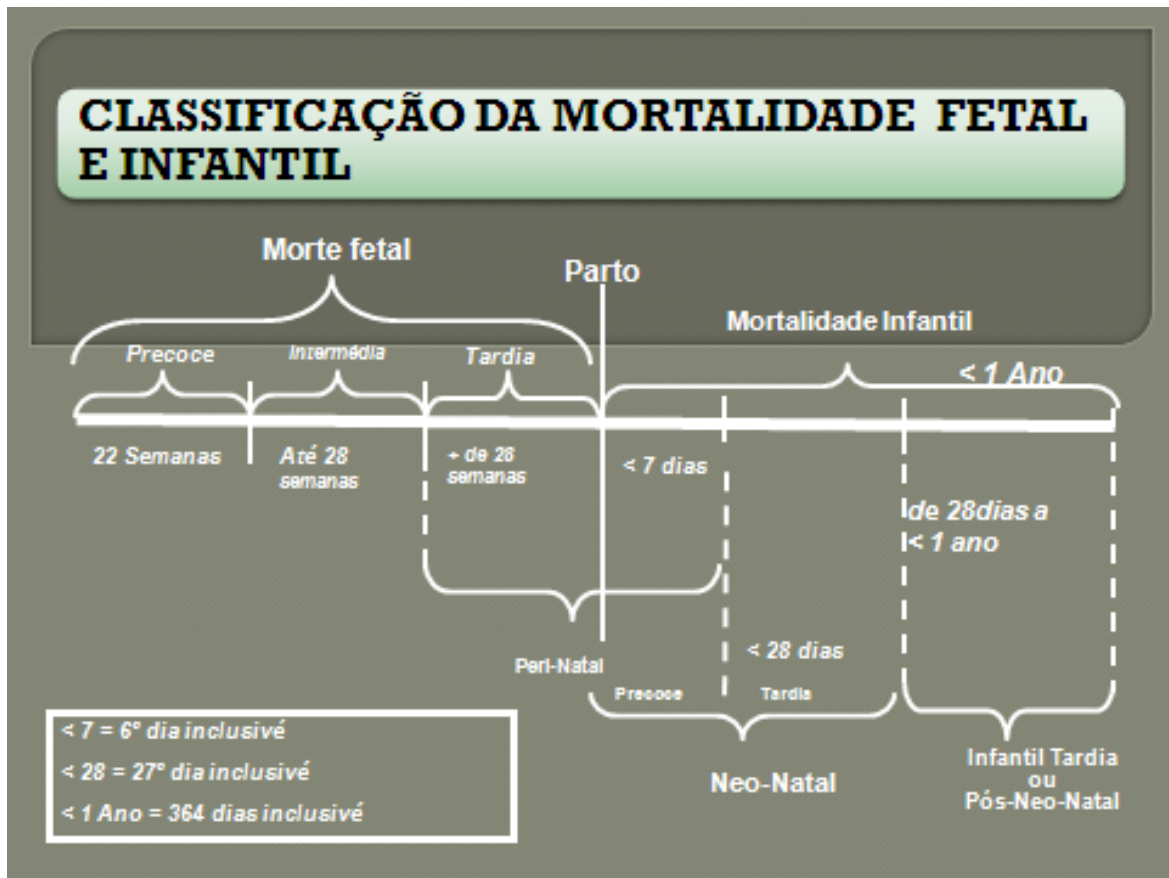 CLASSIFICAÇÃO DA MORTALIDADE FETAL
E INFANTIL
Morte fetal
Parto
Mortalidade Infantil
Precoce
Intermédia
Tardia
< 1 Ano
22 Semanas
Até 28
semanas
+ de 28
semanas
< 7 dias
de 28dias a
< 1 ano
Peri-Natal
< 28 dias
Precoce
Tardia
Neo-Natal
Infantil Tardia
ou
Pós-Neo-Natal
< 7 = 6º dia inclusivé
< 28 = 27º dia inclusivé
< 1 Ano = 364 dias inclusivé